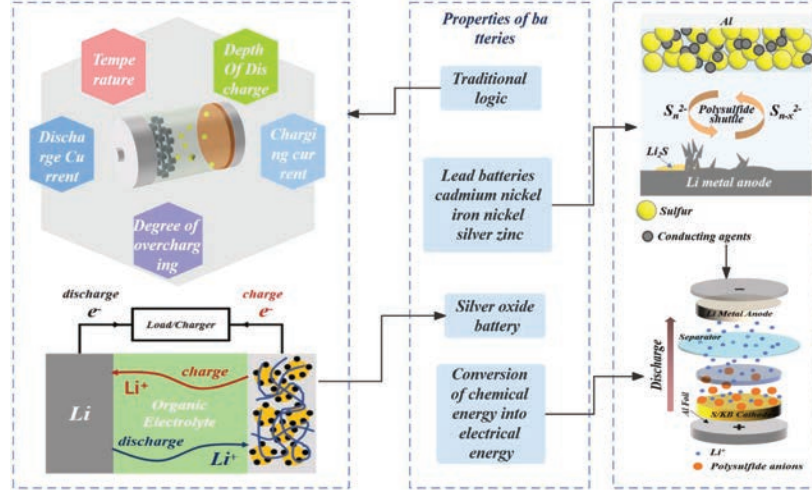 Tempe
rature
Depth
Of Dis
charge
Discha
rge Cu
rrent
Chargi
ng cur
rent
Degree of
overcharg
ing
discharge
e-
charge
e-
Load/Charger
charge
Li+
Li
Organic
Electrolyte
discharge
Li+
Properties of ba
tteries
Traditional
logic
Lead batteries
cadmium nickel
iron nickel
silver zinc
Silver oxide
battery
Conversion
of chemical
energy into
electrical
energy
Al
Sn2-
Polysulfide
shuttle
Sn-x2-
Li2S
Li metal anode
Sulfur
Conducting agents
−
Li Metal Anode
Separator
Discharge
Al Foil
S/KB Cathode
+
Li+
Polysulfide anions